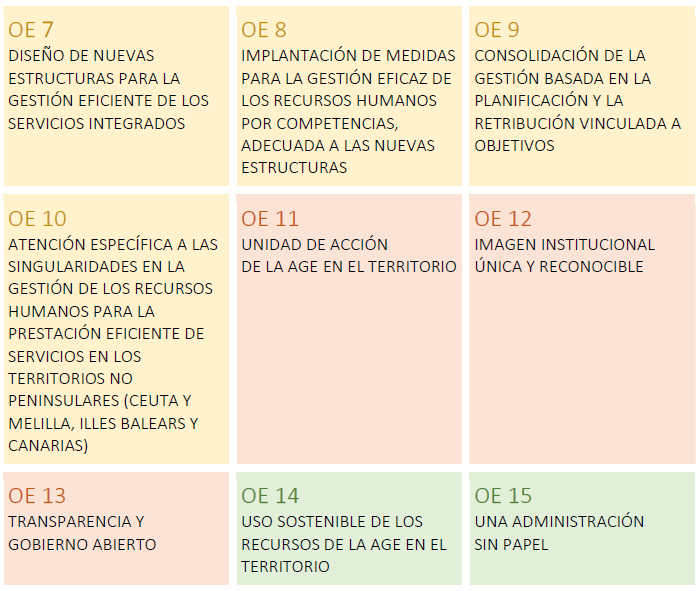 OE 7
DISEÑO DE NUEVAS
ESTRUCTURAS PARA LA
GESTIÓN EFICIENTE DE LOS
SERVICIOS INTEGRADOS
OE 8
IMPLANTACIÓN DE MEDIDAS
PARA LA GESTIÓN EFICAZ DE
LOS RECURSOS HUMANOS
POR COMPETENCIAS,
ADECUADA A LAS NUEVAS
ESTRUCTURAS
OE 9
CONSOLIDACIÓN DE LA
GESTIÓN BASADA EN LA
PLANIFICACIÓN Y LA
RETRIBUCIÓN VINCULADA A
OBJETIVOS
OE 10
ATENCIÓN ESPECÍFICA A LAS
SINGULARIDADES EN LA
GESTIÓN DE LOS RECURSOS
HUMANOS PARA LA
PRESTACIÓN EFICIENTE DE
SERVICIOS EN LOS
TERRITORIOS NO
PENINSULARES (CEUTA Y
MELILLA, ILLES BALEARS Y
CANARIAS)
OE 11
UNIDAD DE ACCIÓN
DE LA AGE EN EL TERRITORIO
OE 12
IMAGEN INSTITUCIONAL
ÚNICA Y RECONOCIBLE
OE 13
TRANSPARENCIA Y
GOBIERNO ABIERTO
OE 14
USO SOSTENIBLE DE LOS
RECURSOS DE LA AGE EN EL
TERRITORIO
OE 15
UNA ADMINISTRACIÓN
SIN PAPEL